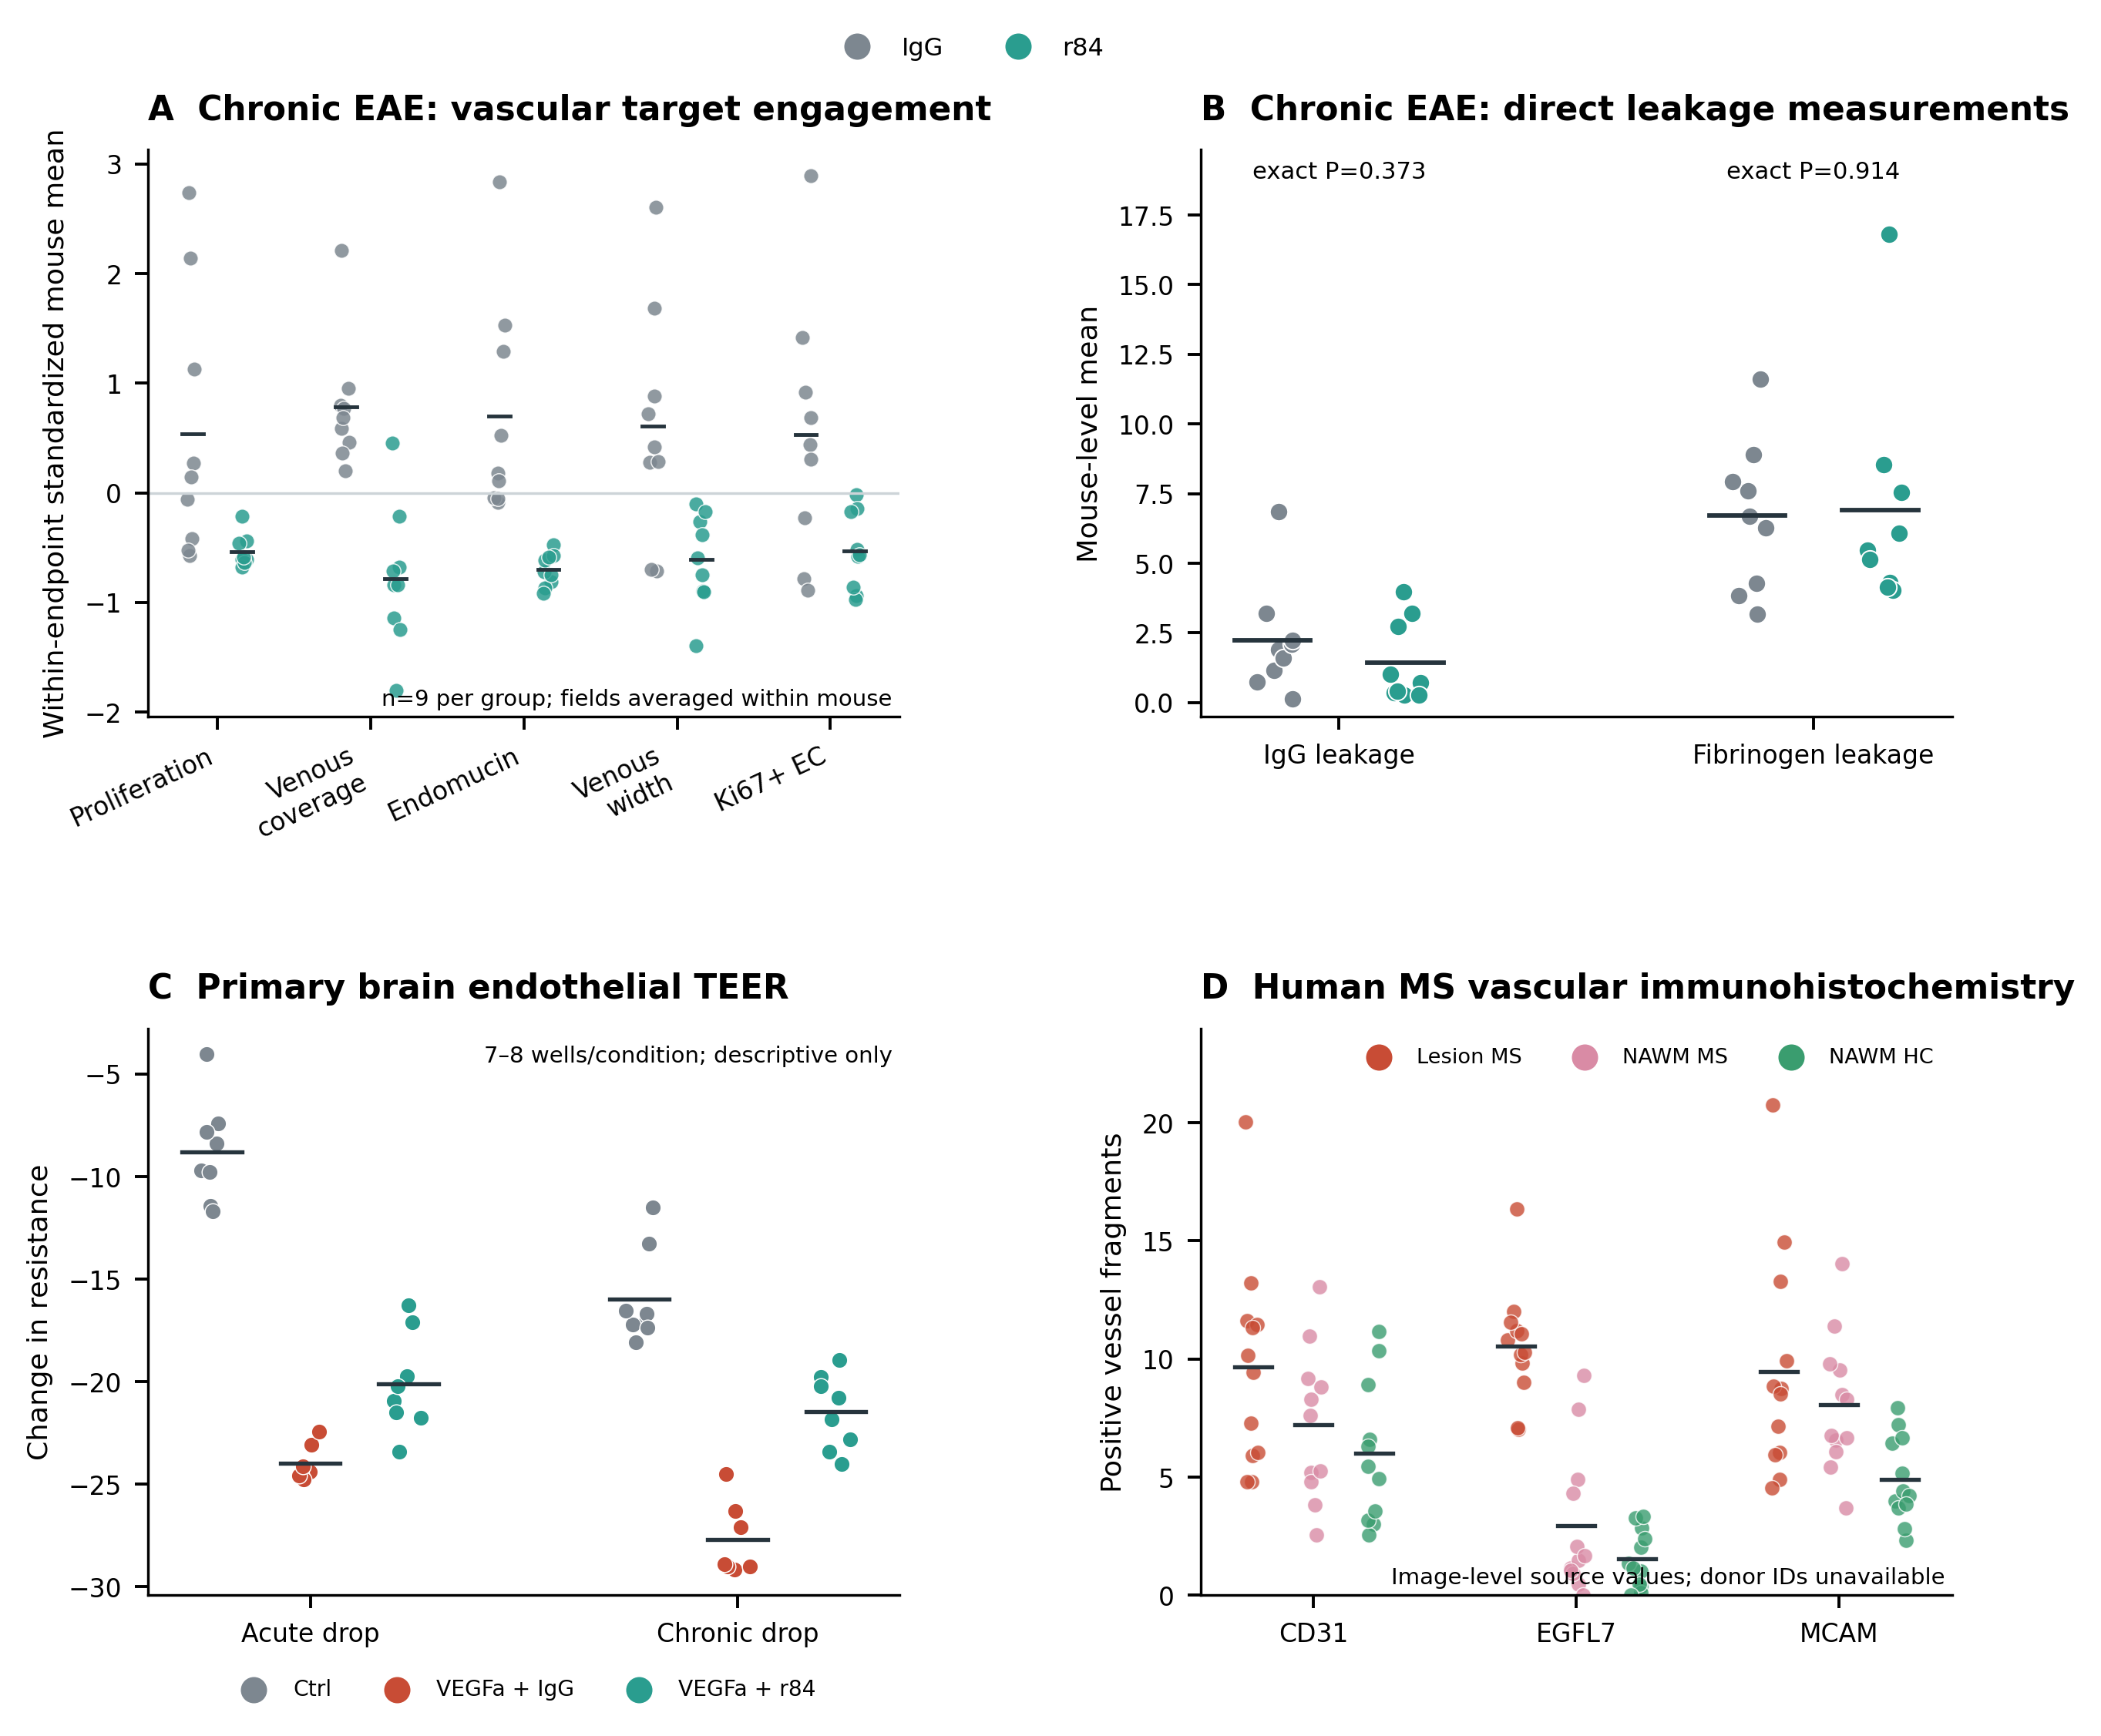 IgG
r84
A Chronic EAE: vascular target engagement
Within-endpoint standardized mouse mean
3
2
1
0
−1
−2
n=9 per group; fields averaged within mouse
Proliferation
Venous
coverage
Endomucin
Venous
width
Ki67+ EC
B Chronic EAE: direct leakage measurements
exact P=0.373
exact P=0.914
Mouse-level mean
17.5
15.0
12.5
10.0
7.5
5.0
2.5
0.0
IgG leakage
Fibrinogen leakage
C Primary brain endothelial TEER
7–8 wells/condition; descriptive only
Change in resistance
−5
−10
−15
−20
−25
−30
Acute drop
Chronic drop
Ctrl
VEGFa + IgG
VEGFa + r84
D Human MS vascular immunohistochemistry
Lesion MS
NAWM MS
NAWM HC
Positive vessel fragments
20
15
10
5
0
Image-level source values; donor IDs unavailable
CD31
EGFL7
MCAM